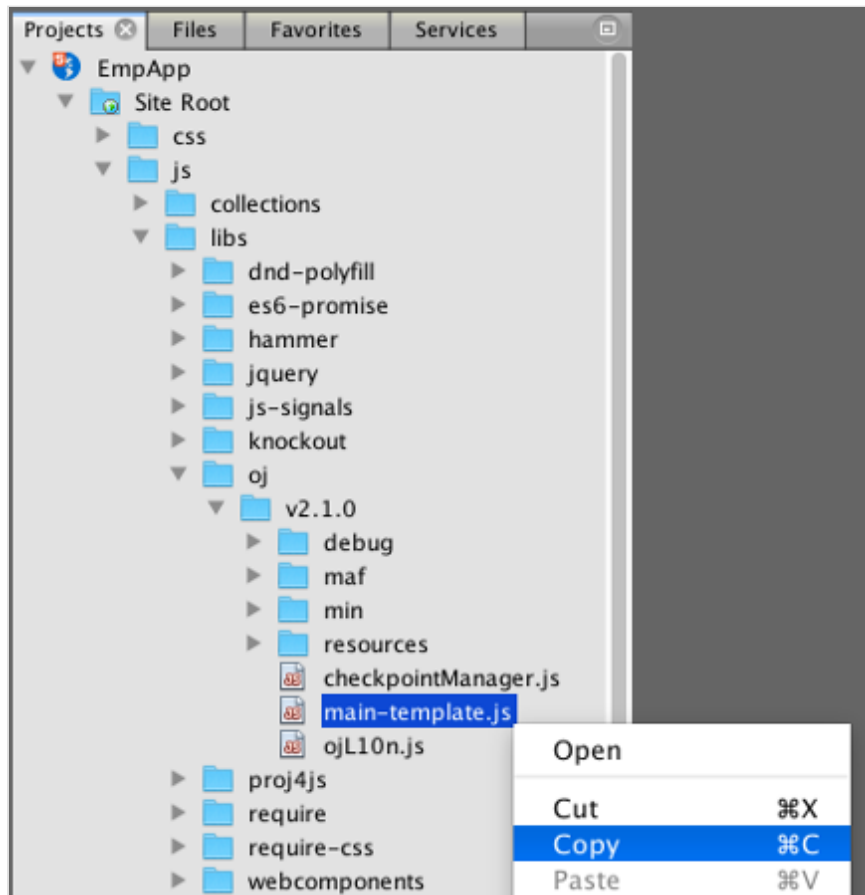 Projects Files Favorites Services
EmpApp
Site Root
css
js
collections
libs
dnd-polyfill
es6-promise
hammer
jquery
js-signals
knockout
oj
v2.1.0
debug
maf
min
resources
checkpointManager.js
main-template.js
ojL10n.js
Open
proj4js
require
Cut ⌘X
require-css
Copy ⌘C
webcomponents
Paste ⌘V